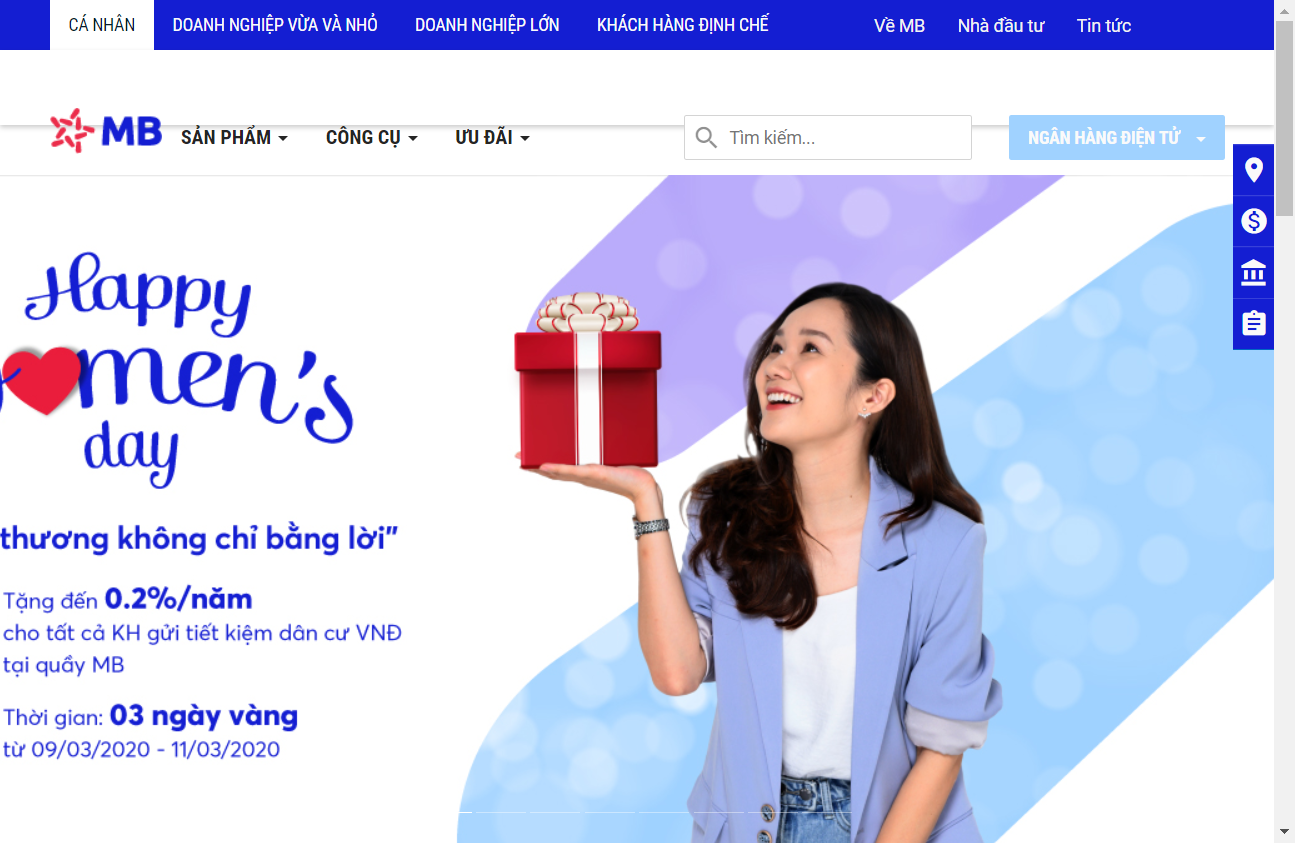 CÁ NHÂN
DOANH NGHIỆP VỪA VÀ NHỎ
DOANH NGHIỆP LỚN
KHÁCH HÀNG ĐỊNH CHẾ
Về MB
Nhà đầu tư
Tin tức
MB
SẢN PHẨM
CÔNG CỤ
ƯU ĐÃI
Tìm kiếm...
NGÂN HÀNG ĐIỆN TỬ
Happy
women's
day
thương không chỉ bằng lời”
Tặng đến 0.2%/năm
cho tất cả KH gửi tiết kiệm dân cư VNĐ
tại quầy MB
Thời gian: 03 ngày vàng
từ 09/03/2020 - 11/03/2020